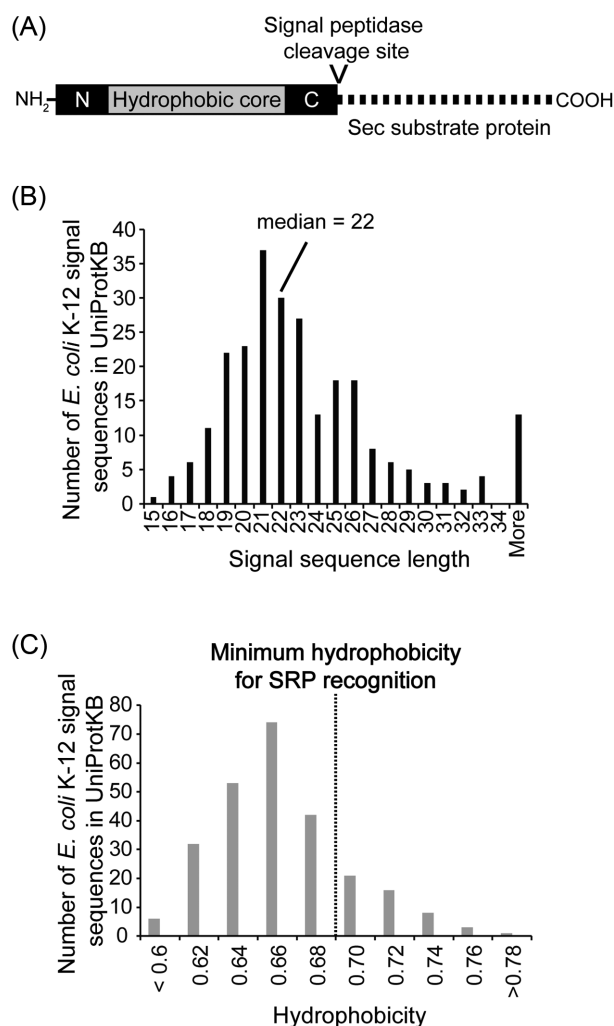 (A)
Signal peptidase
cleavage site
NH2 N Hydrophobic core C COOH
Sec substrate protein
(B)
median = 22
Number of E. coli K-12 signal
sequences in UniProtKB
40
35
30
25
20
15
10
5
0
15 16 17 18 19 20 21 22 23 24 25 26 27 28 29 30 31 32 33 34 More
Signal sequence length
(C)
Minimum hydrophobicity
for SRP recognition
Number of E. coli K-12 signal
sequences in UniProtKB
80
70
60
50
40
30
20
10
0
< 0.6 0.62 0.64 0.66 0.68 0.70 0.72 0.74 0.76 >0.78
Hydrophobicity